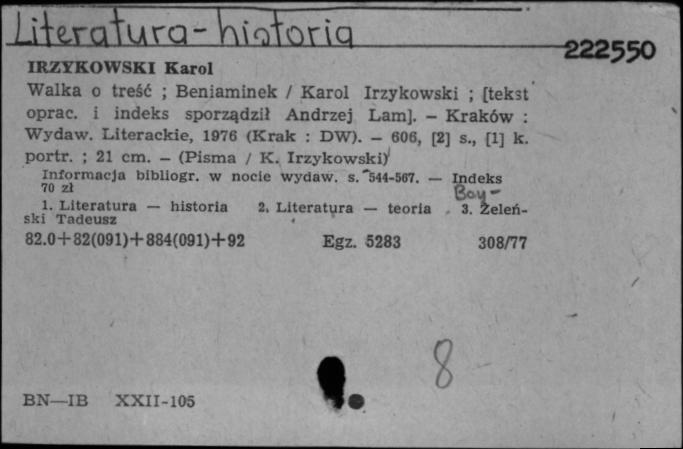 Literatura-historia
222550
IRZYKOWSKI Karol
Walka o treść ; Beniaminek / Karol Irzykowski ; [tekst
oprac. i indeks sporządził Andrzej Lam]. — Kraków :
Wydaw. Literackie, 1976 (Krak : DW). — 606, [2] s., [1] k.
portr. ; 21 cm. — (Pisma / K. Irzykowski)
Informacja bibliogr. w nocie wydaw. s. 544-567. — Indeks
70 zł
Boy-
1. Literatura — historia 2. Literatura — teoria 3. Żeleń-
ski Tadeusz
82.0+82(091)+884(091)+92 Egz. 5283 308/77
8
BN—IB XXII-105